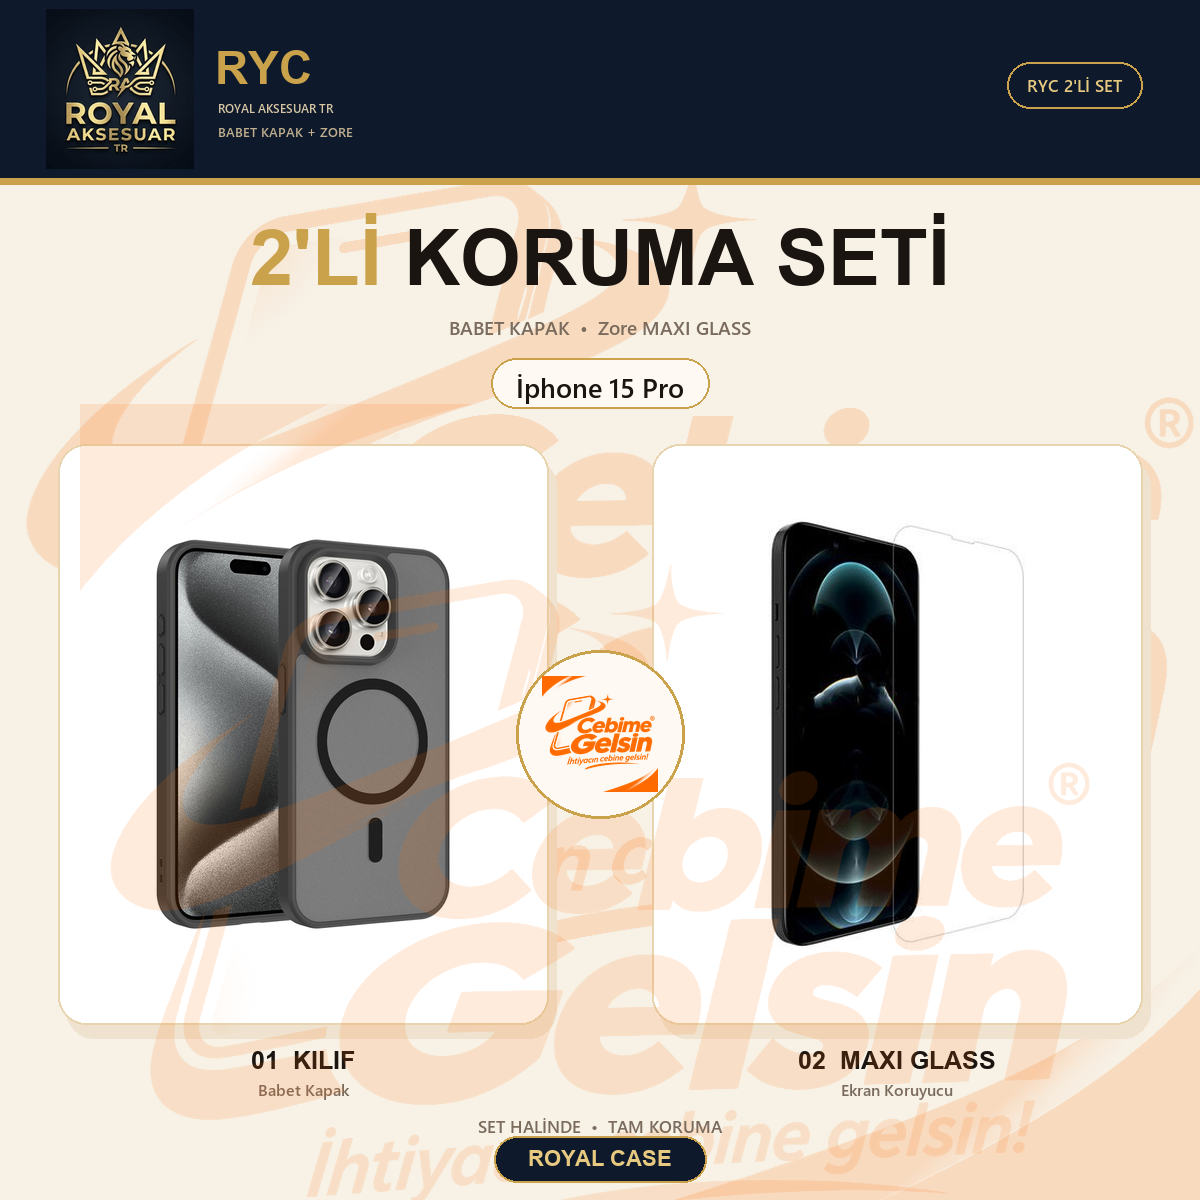 ROYAL
AKSESUAR
TR
RYC
ROYAL AKSESUAR TR
BABET KAPAK + ZORE
RYC 2'Lİ SET
2'Lİ KORUMA SETİ
BABET KAPAK • Zore MAXI GLASS
İphone 15 Pro
Cebime®
Gelsin
İhtiyacın cebine gelsin!
Cebime®
Gelsin
01 KILIF
Babet Kapak
02 MAXI GLASS
Ekran Koruyucu
SET HALİNDE • TAM KORUMA
ROYAL CASE